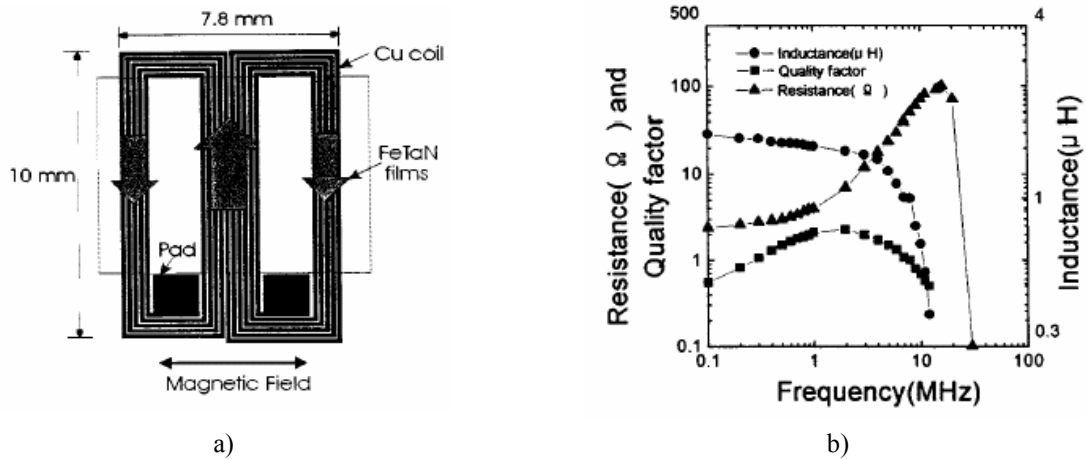 7.8 mm
Cu coil
10 mm
FeTaN
films
Pad
Magnetic Field
a)
Resistance( Ω ) and
Quality factor
500
100
10
1
0.1
Inductance(μ H)
Quality factor
Resistance( Ω )
4
1
0.3
Inductance(μ H)
0.1
1
10
100
Frequency(MHz)
b)